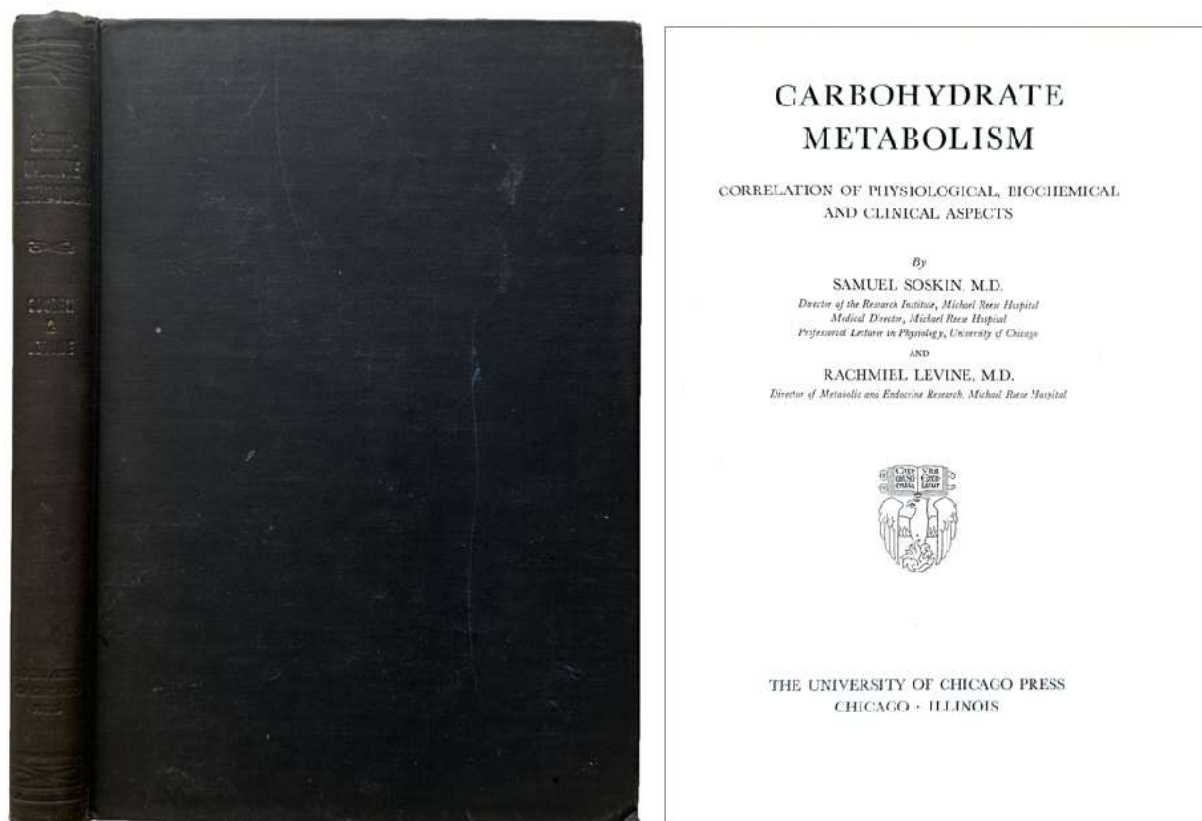 SOSKIN
&
LEVINE
CARBOHYDRATE
METABOLISM
CORRELATION OF PHYSIOLOGICAL, BIOCHEMICAL
AND CLINICAL ASPECTS
By
SAMUEL SOSKIN, M.D.
Director of the Research Institute, Michael Reese Hospital
Medical Director, Michael Reese Hospital
Professorial Lecturer in Physiology, University of Chicago
AND
RACHMIEL LEVINE, M.D.
Director of Metabolic and Endocrine Research, Michael Reese Hospital
THE UNIVERSITY OF CHICAGO PRESS
CHICAGO · ILLINOIS